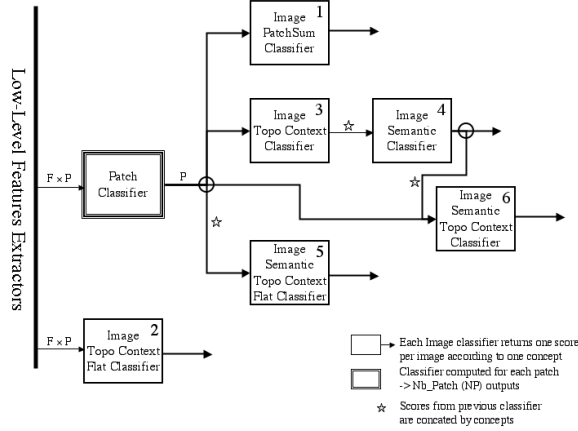 Low-Level Features Extractors
1
Image
PatchSum
Classifier
3
Image
Topo Context
Classifier
☆
4
Image
Semantic
Classifier
F × P
Patch
Classifier
P
☆
☆
6
Image
Semantic
Topo Context
Classifier
5
Image
Semantic
Topo Context
Flat Classifier
F × P
2
Image
Topo Context
Flat Classifier
Each Image classifier returns one score
per image according to one concept
Classifier computed for each patch
-> Nb_Patch (NP) outputs
☆ Scores from previous classifier
are concated by concepts